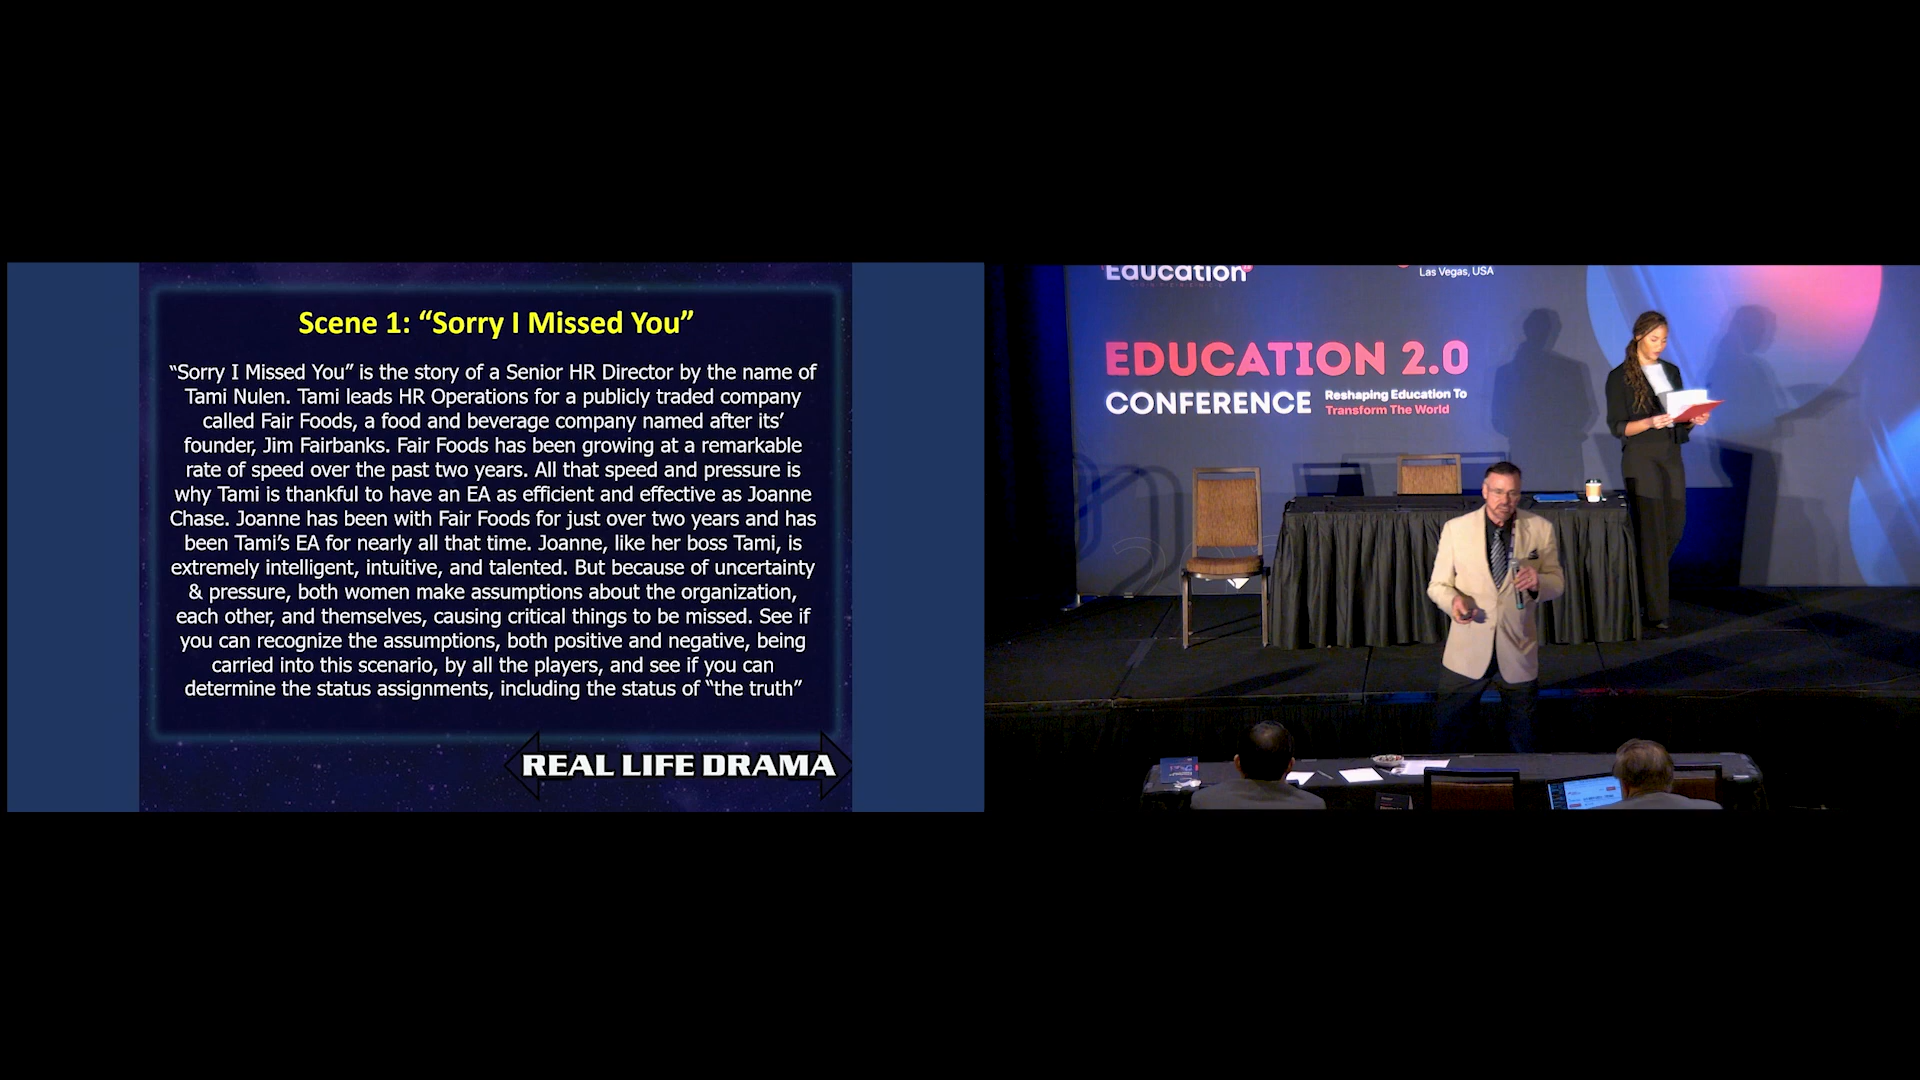 Scene 1: “Sorry I Missed You”
“Sorry I Missed You” is the story of a Senior HR Director by the name of
Tami Nulen. Tami leads HR Operations for a publicly traded company
called Fair Foods, a food and beverage company named after its’
founder, Jim Fairbanks. Fair Foods has been growing at a remarkable
rate of speed over the past two years. All that speed and pressure is
why Tami is thankful to have an EA as efficient and effective as Joanne
Chase. Joanne has been with Fair Foods for just over two years and has
been Tami’s EA for nearly all that time. Joanne, like her boss Tami, is
extremely intelligent, intuitive, and talented. But because of uncertainty
& pressure, both women make assumptions about the organization,
each other, and themselves, causing critical things to be missed. See if
you can recognize the assumptions, both positive and negative, being
carried into this scenario, by all the players, and see if you can
determine the status assignments, including the status of “the truth”
REAL LIFE DRAMA
Education
Las Vegas, USA
EDUCATION 2.0
CONFERENCE
Reshaping Education To
Transform The World